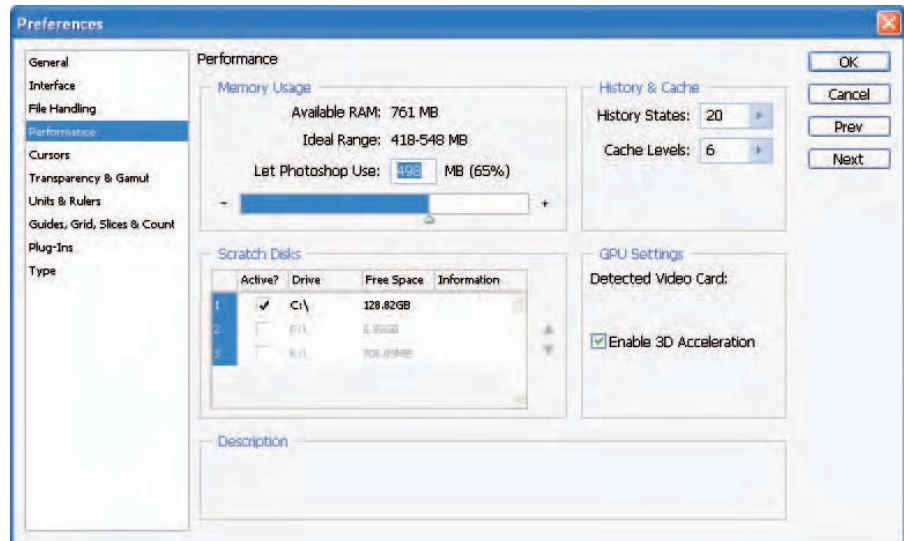 Preferences
General
Interface
File Handling
Performance
Cursors
Transparency & Gamut
Units & Rulers
Guides, Grid, Slices & Count
Plug-Ins
Type
Performance
Memory Usage
Available RAM: 761 MB
Ideal Range: 418-548 MB
Let Photoshop Use: 498 MB (65%)
- +
History & Cache
History States: 20
Cache Levels: 6
Scratch Disks
Active? Drive Free Space Information
1 C:\ 128.82GB
2
3
GPU Settings
Detected Video Card:
Enable 3D Acceleration
Description
OK
Cancel
Prev
Next